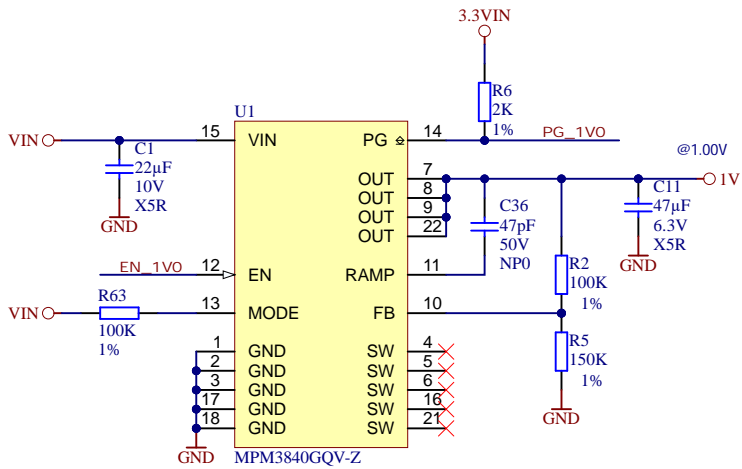 3.3VIN
R6
2K
1%
U1
VIN
15
VIN
PG
14
PG_1V0
C1
22µF
10V
X5R
GND
@1.00V
OUT
7
1V
OUT
8
OUT
9
OUT
22
C36
47pF
50V
NP0
C11
47µF
6.3V
X5R
GND
EN_1V0
12
EN
RAMP
11
R2
100K
1%
VIN
R63
100K
1%
13
MODE
FB
10
R5
150K
1%
GND
1
GND
SW
4
2
GND
SW
5
3
GND
SW
6
17
GND
SW
16
18
GND
SW
21
GND
MPM3840GQV-Z